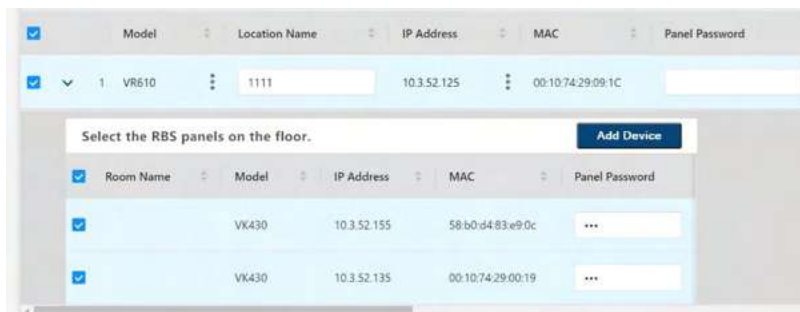 Model Location Name IP Address MAC Panel Password
1 VR610 1111 10.3.52.125 00:10:74:29:09:1C
Select the RBS panels on the floor. Add Device
Room Name Model IP Address MAC Panel Password
VK430 10.3.52.155 58:b0:d4:83:e9:0c •••
VK430 10.3.52.135 00:10:74:29:00:19 •••